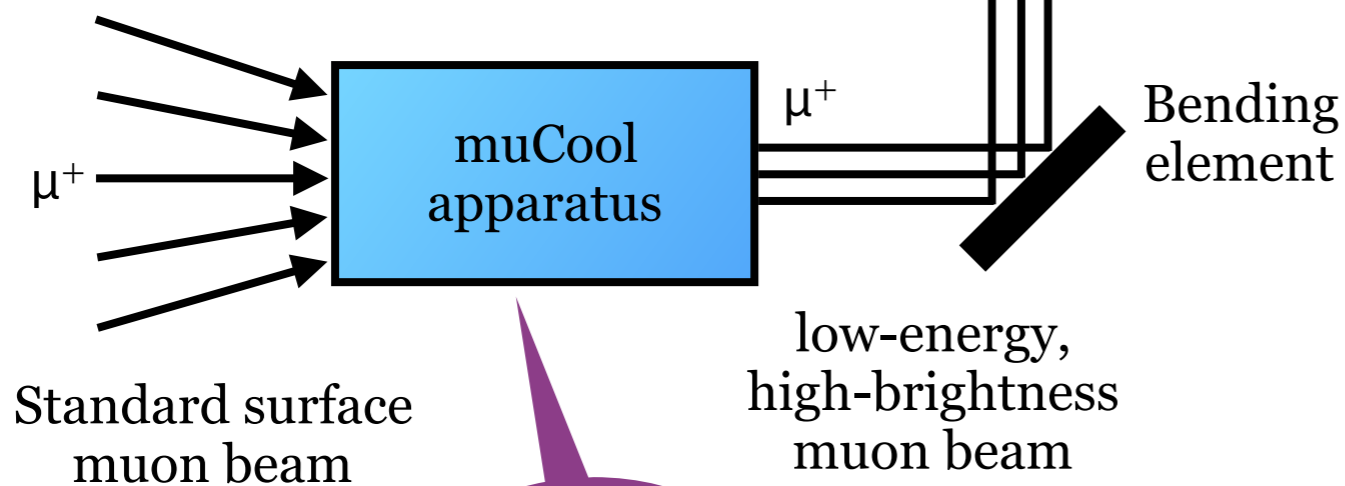 μ⁺
muCool
apparatus
μ⁺
Bending
element
Standard surface
muon beam
low-energy,
high-brightness
muon beam